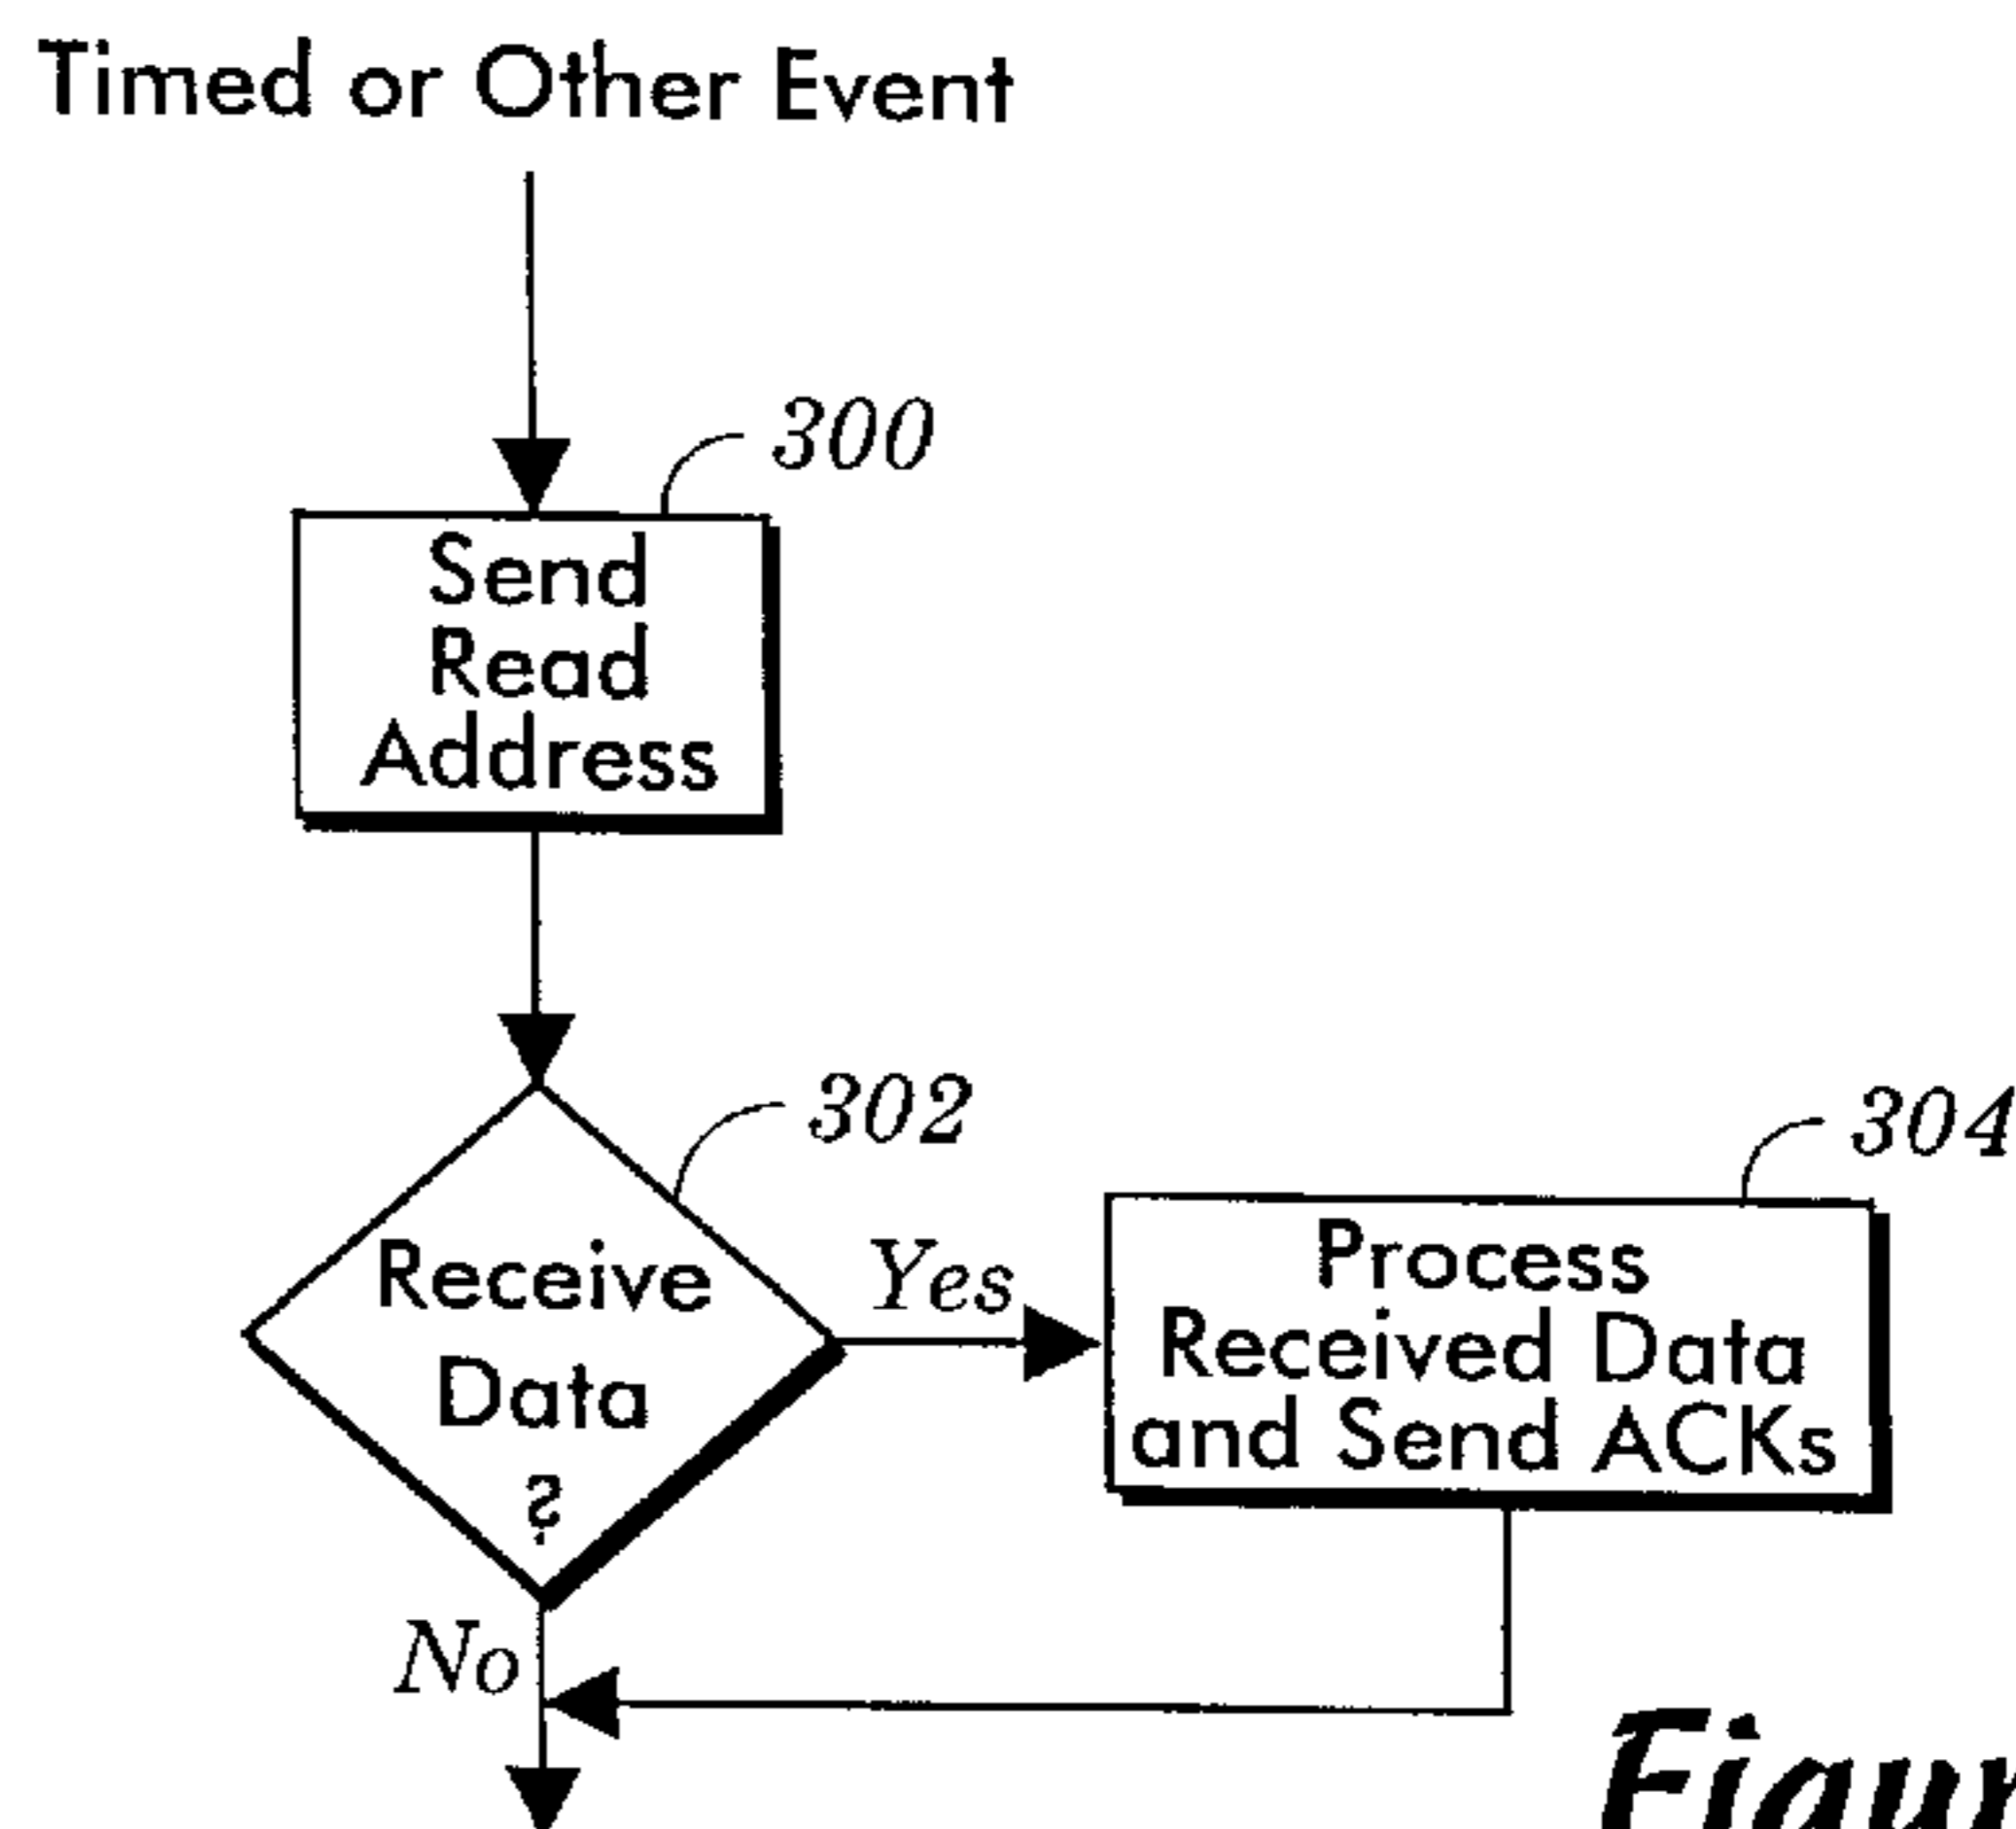 Timed or Other Event
300
Send
Read
Address
302
304
Receive
Data
?
Yes
Process
Received Data
and Send ACKs
No